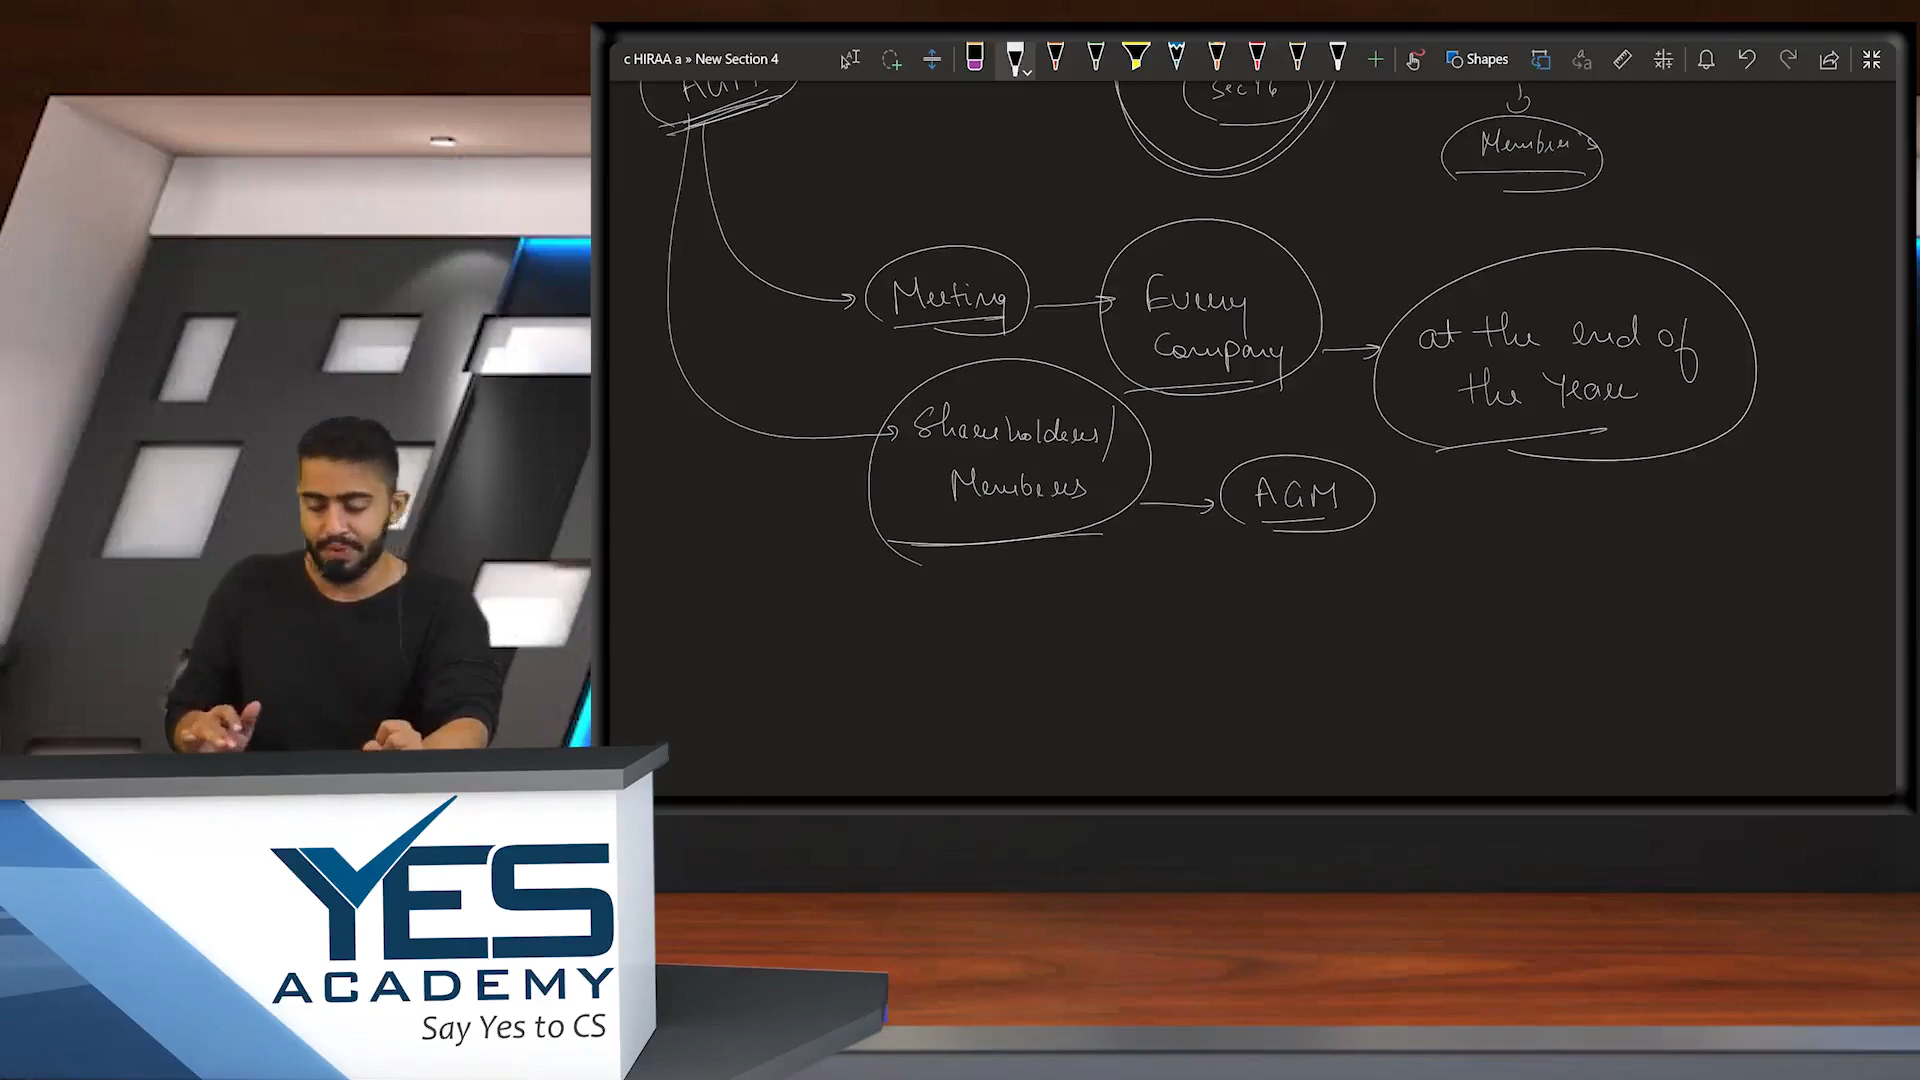 c HIRAA a » New Section 4
Shapes
AGM
Sec 96
Members
Meeting
Every
Company
at the end of
the Year
Shareholders/
Members
AGM
YES
ACADEMY
Say Yes to CS